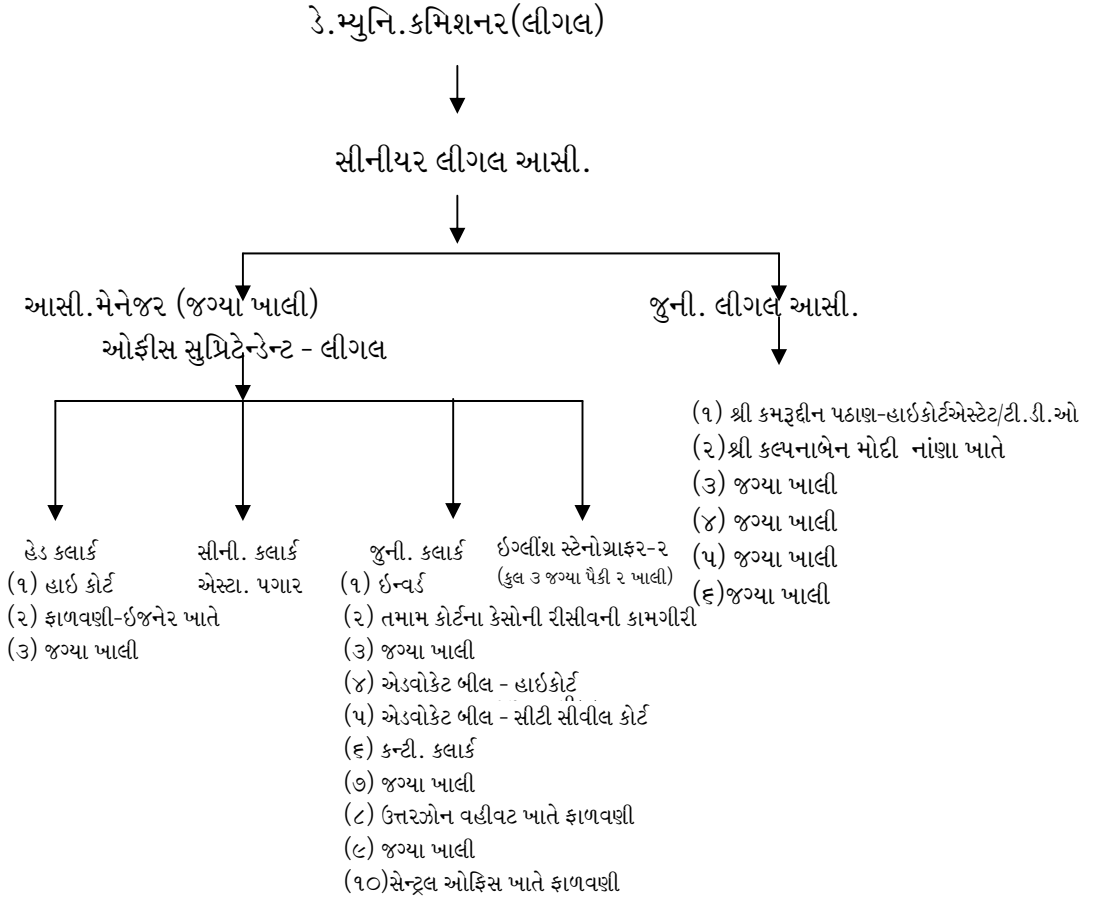 ડે.મ્યુનિ.કમિશનર(લીગલ)
સીનીયર લીગલ આસી.
આસી.મેનેજર (જગ્યા ખાલી)
ઓફીસ સુપ્રિટેન્ડેન્ટ - લીગલ
હેડ કલાર્ક
(૧) હાઇ કોર્ટ
(૨) ફાળવણી-ઇજનેર ખાતે
(૩) જગ્યા ખાલી
સીની. કલાર્ક
એસ્ટા. પગાર
જુની. કલાર્ક
(૧) ઇન્વર્ડ
(૨) તમામ કોર્ટના કેસોની રીસીવની કામગીરી
(૩) જગ્યા ખાલી
(૪) એડવોકેટ બીલ - હાઇકોર્ટ
(૫) એડવોકેટ બીલ - સીટી સીવીલ કોર્ટ
(૬) કન્ટી. કલાર્ક
(૭) જગ્યા ખાલી
(૮) ઉત્તરઝોન વહીવટ ખાતે ફાળવણી
(૯) જગ્યા ખાલી
(૧૦)સેન્ટ્રલ ઓફિસ ખાતે ફાળવણી
ઇગ્લીંશ સ્ટેનોગ્રાફર-૨
(કુલ ૩ જગ્યા પૈકી ૨ ખાલી)
જુની. લીગલ આસી.
(૧) શ્રી કમરૂદ્દીન પઠાણ-હાઇકોર્ટએસ્ટેટ/ટી.ડી.ઓ
(૨)શ્રી કલ્પનાબેન મોદી નાંણા ખાતે
(૩) જગ્યા ખાલી
(૪) જગ્યા ખાલી
(૫) જગ્યા ખાલી
(૬)જગ્યા ખાલી